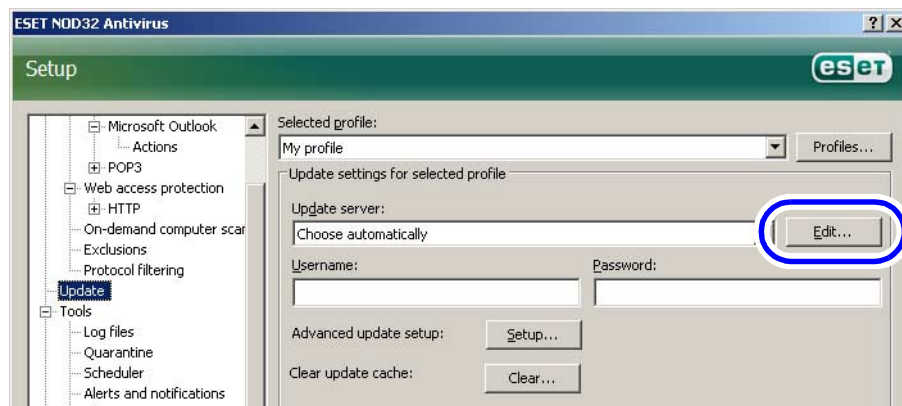 ESET NOD32 Antivirus
Setup
eset
Microsoft Outlook
Actions
POP3
Web access protection
HTTP
On-demand computer scar
Exclusions
Protocol filtering
Update
Tools
Log files
Quarantine
Scheduler
Alerts and notifications
Selected profile:
My profile
Profiles...
Update settings for selected profile
Update server:
Choose automatically
Edit...
Username:
Password:
Advanced update setup:
Setup...
Clear update cache:
Clear...